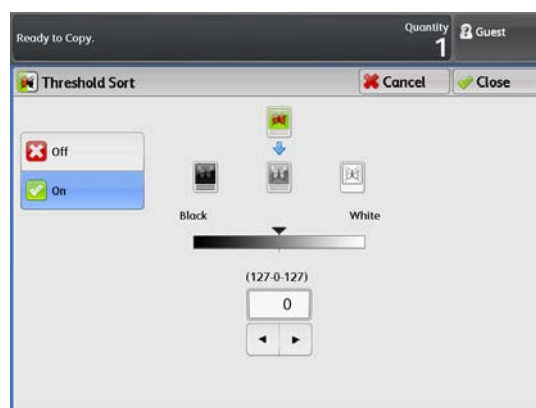 Ready to Copy.
Quantity
1
Guest
Threshold Sort
Cancel
Close
Off
On
Black
White
(127-0-127)
0